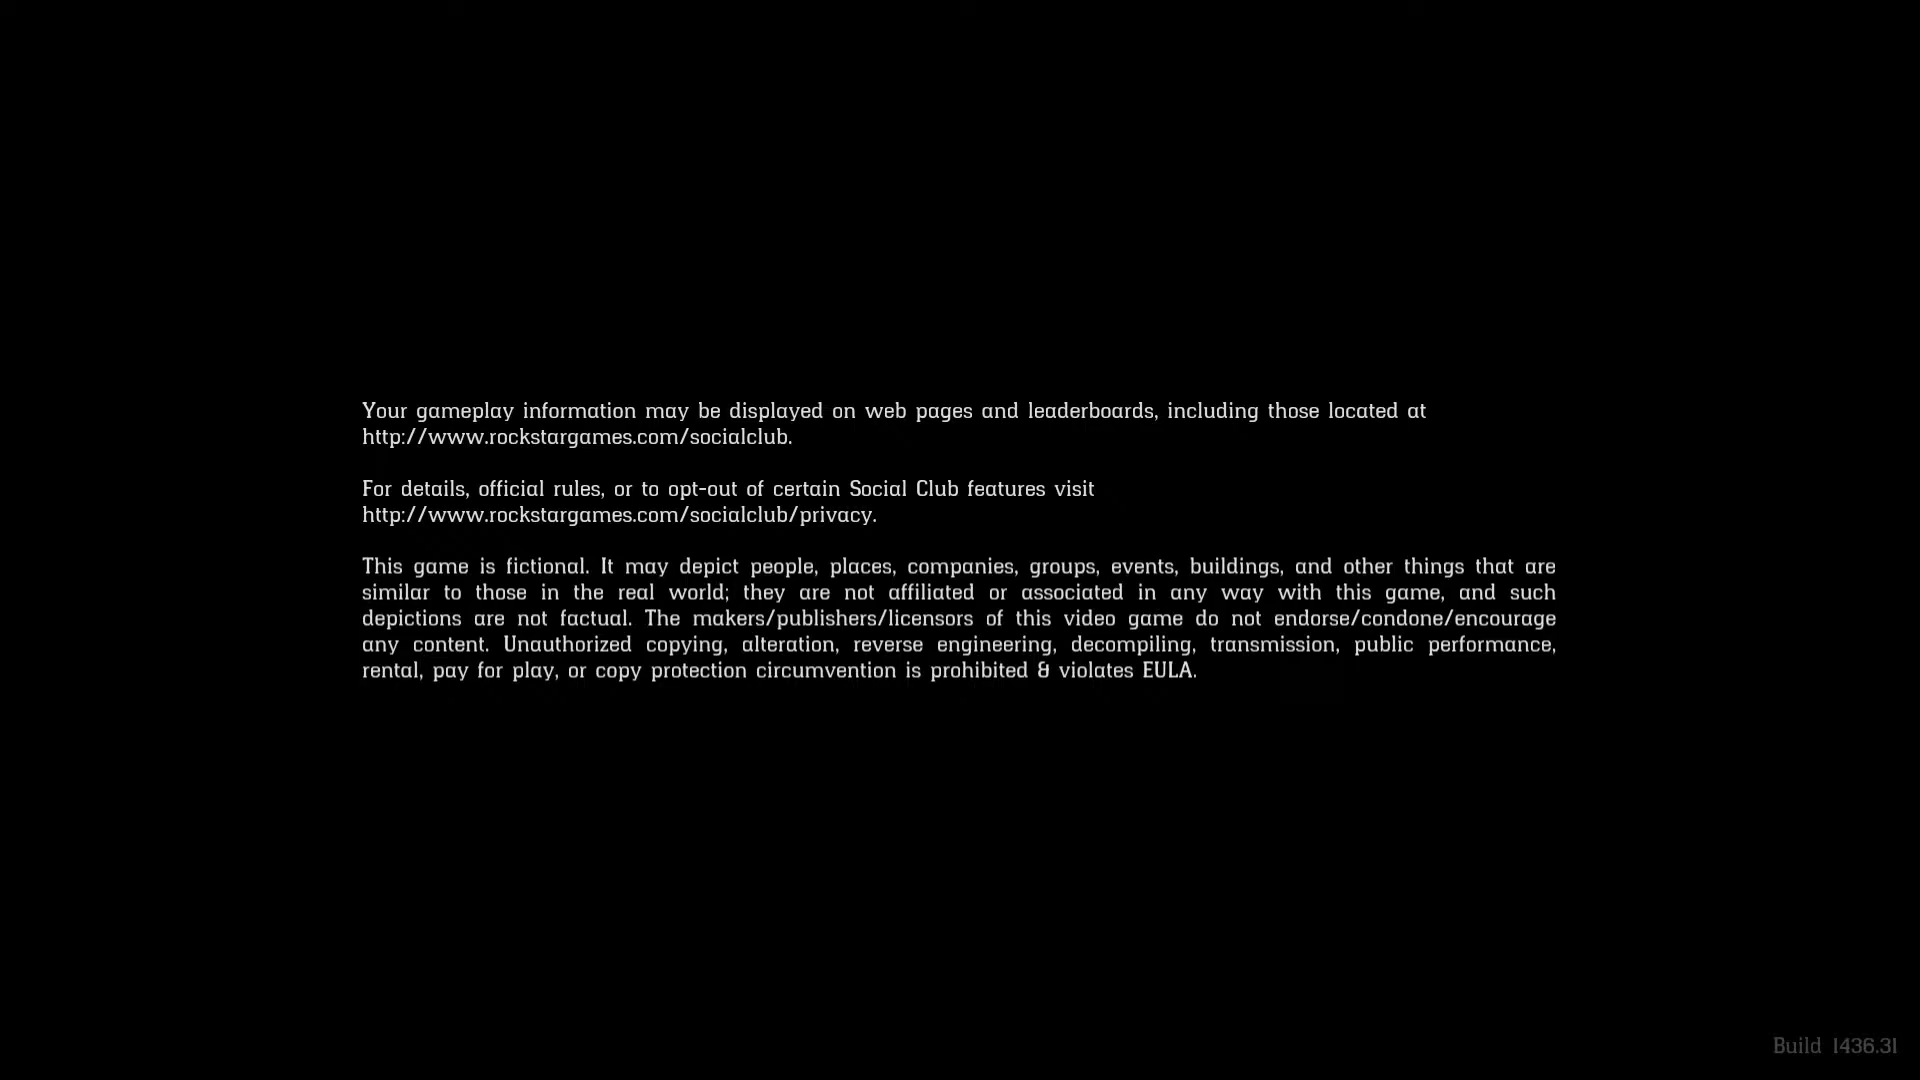 Your gameplay information may be displayed on web pages and leaderboards, including those located at
http://www.rockstargames.com/socialclub.
For details, official rules, or to opt-out of certain Social Club features visit
http://www.rockstargames.com/socialclub/privacy.
This game is fictional. It may depict people, places, companies, groups, events, buildings, and other things that are
similar to those in the real world; they are not affiliated or associated in any way with this game, and such
depictions are not factual. The makers/publishers/licensors of this video game do not endorse/condone/encourage
any content. Unauthorized copying, alteration, reverse engineering, decompiling, transmission, public performance,
rental, pay for play, or copy protection circumvention is prohibited & violates EULA.
Build 1436.31